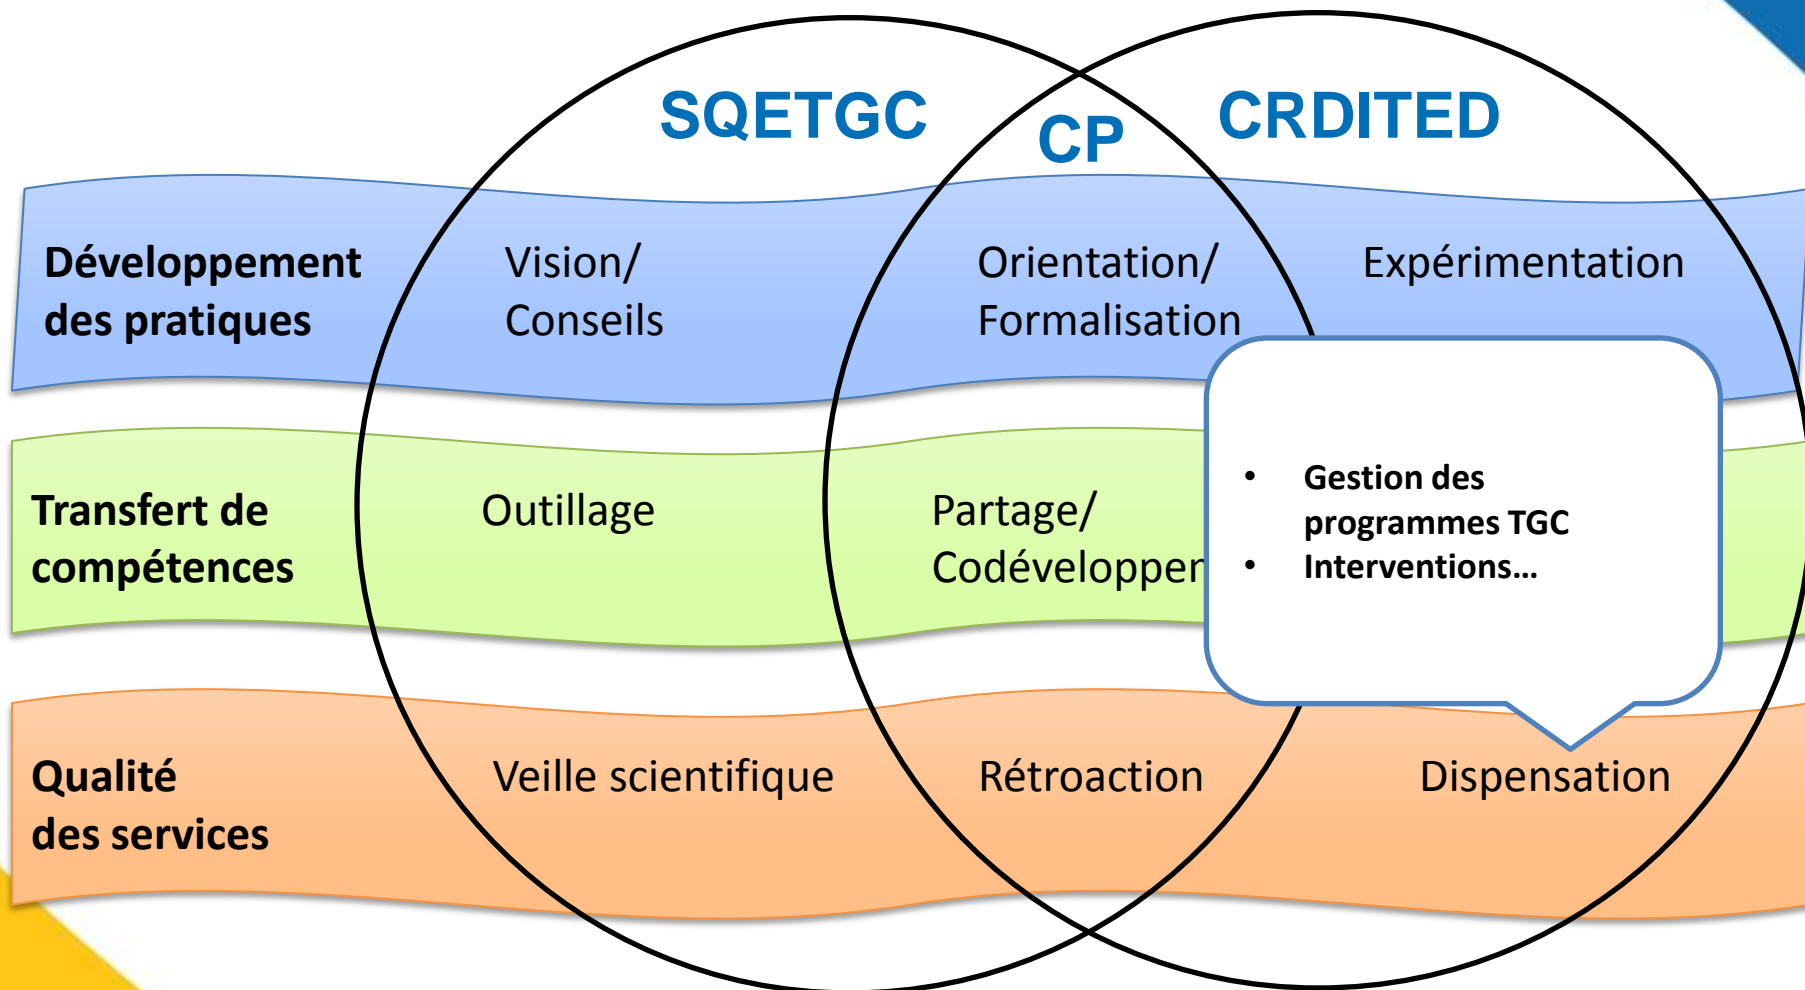 SQETGC
CP
CRDITED
Développement
des pratiques
Vision/
Conseils
Orientation/
Formalisation
Expérimentation
Transfert de
compétences
Outillage
Partage/
• Gestion des
programmes TGC
• Interventions...
Qualité
des services
Veille scientifique
Rétroaction
Dispensation